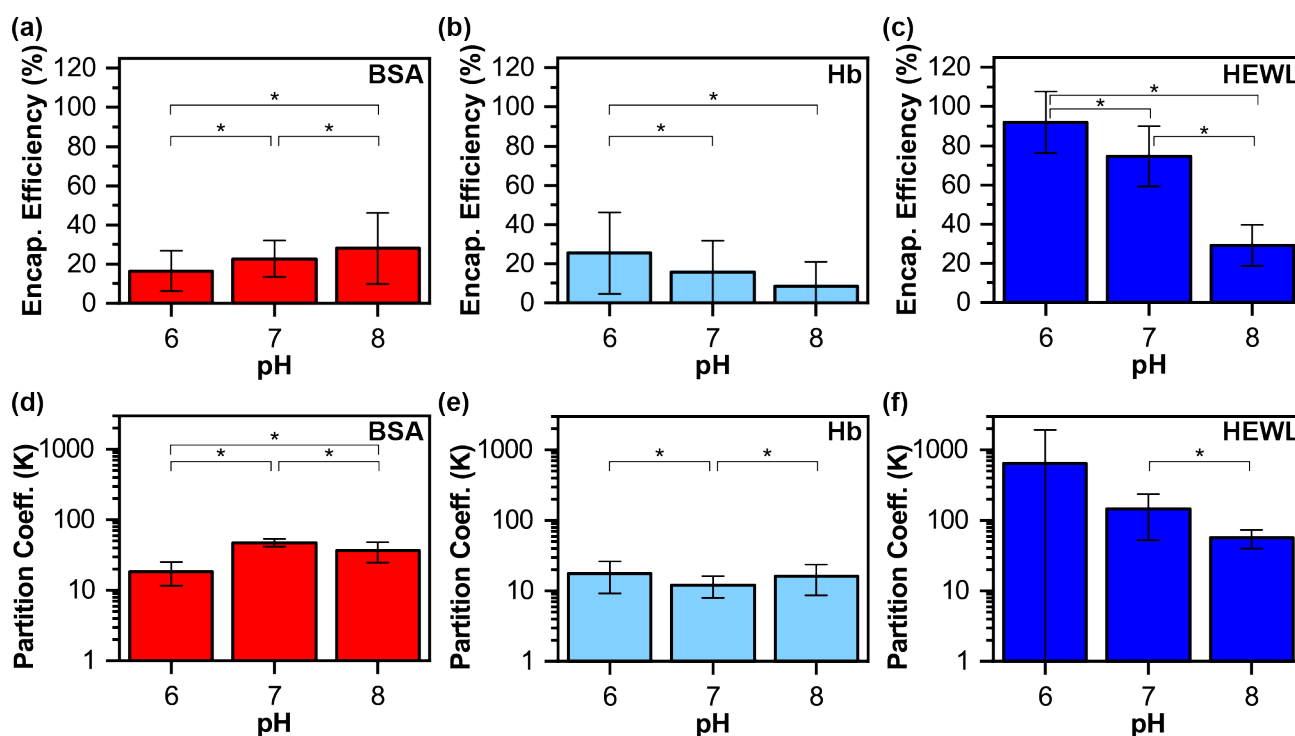 (a)
BSA
Encap. Efficiency (%)
120
100
80
60
40
20
0
*
*
*
6 7 8
pH
(b)
Hb
Encap. Efficiency (%)
120
100
80
60
40
20
0
*
*
6 7 8
pH
(c)
HEWL
Encap. Efficiency (%)
120
100
80
60
40
20
0
*
*
*
6 7 8
pH
(d)
BSA
Partition Coeff. (K)
1000
100
10
1
*
*
*
6 7 8
pH
(e)
Hb
Partition Coeff. (K)
1000
100
10
1
*
*
6 7 8
pH
(f)
HEWL
Partition Coeff. (K)
1000
100
10
1
*
6 7 8
pH